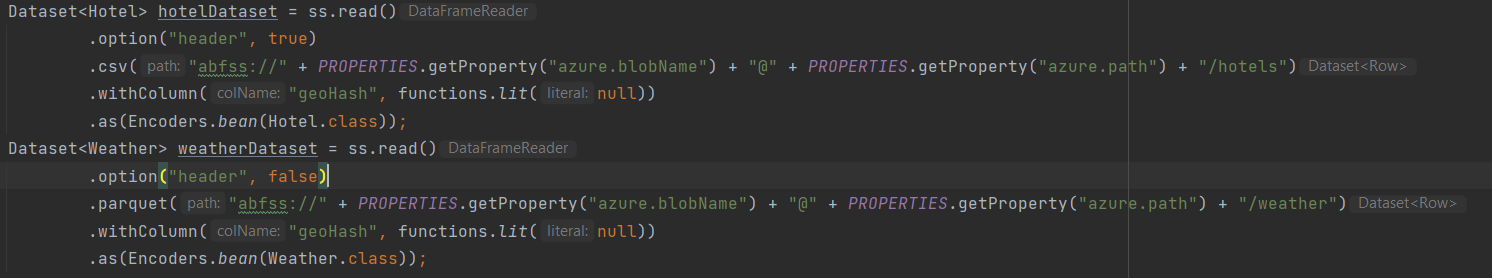 Dataset<Hotel> hotelDataset = ss.read() DataFrameReader
.option("header", true)
.csv( path: "abfss://" + PROPERTIES.getProperty("azure.blobName") + "@" + PROPERTIES.getProperty("azure.path") + "/hotels") Dataset<Row>
.withColumn( colName: "geoHash", functions.lit( literal: null))
.as(Encoders.bean(Hotel.class));
Dataset<Weather> weatherDataset = ss.read() DataFrameReader
.option("header", false)
.parquet( path: "abfss://" + PROPERTIES.getProperty("azure.blobName") + "@" + PROPERTIES.getProperty("azure.path") + "/weather") Dataset<Row>
.withColumn( colName: "geoHash", functions.lit( literal: null))
.as(Encoders.bean(Weather.class));